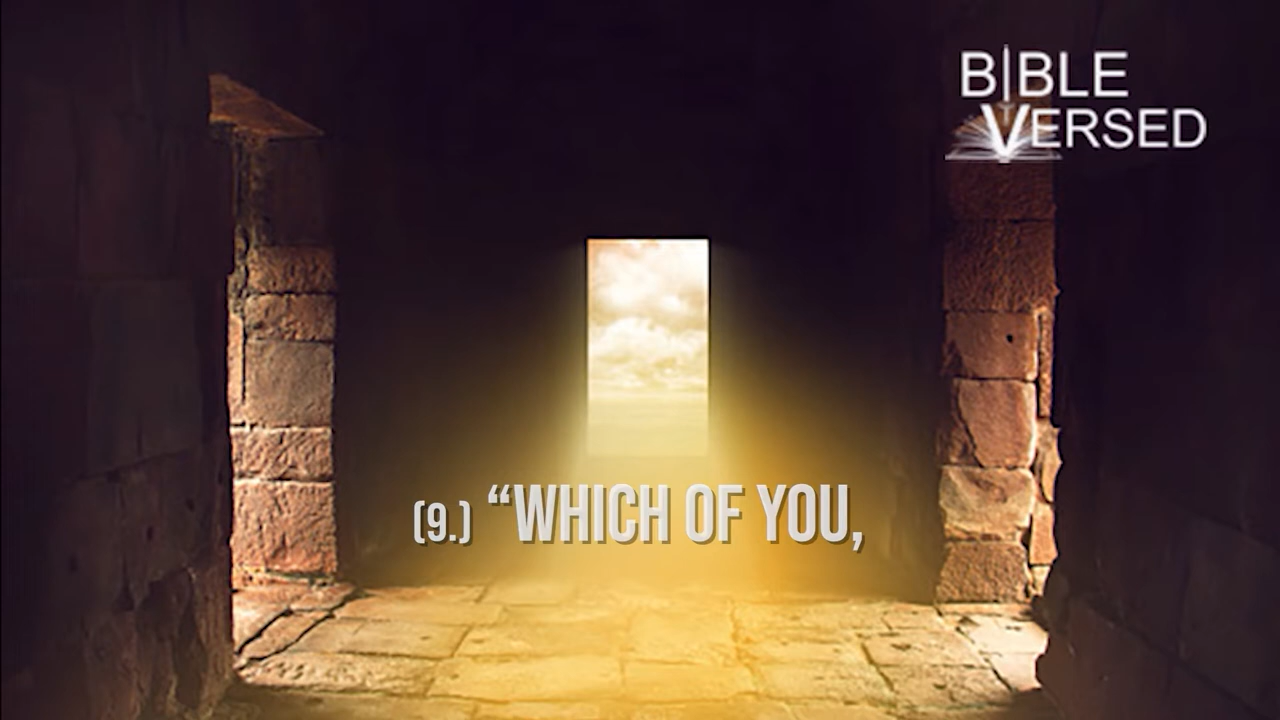 BIBLE
VERSED
(9.) “WHICH OF YOU,